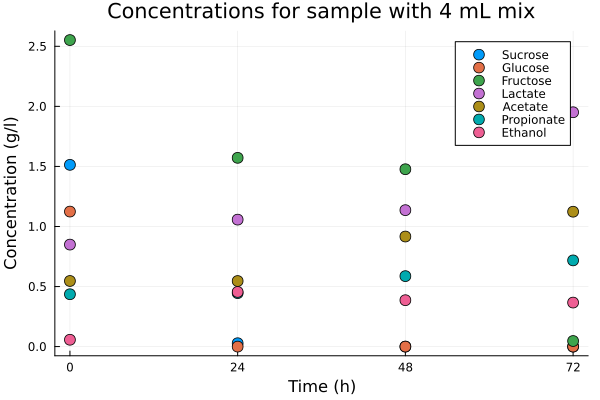 Concentrations for sample with 4 mL mix
Concentration (g/l)
2.5
2.0
1.5
1.0
0.5
0.0
Sucrose
Glucose
Fructose
Lactate
Acetate
Propionate
Ethanol
0 24 48 72
Time (h)